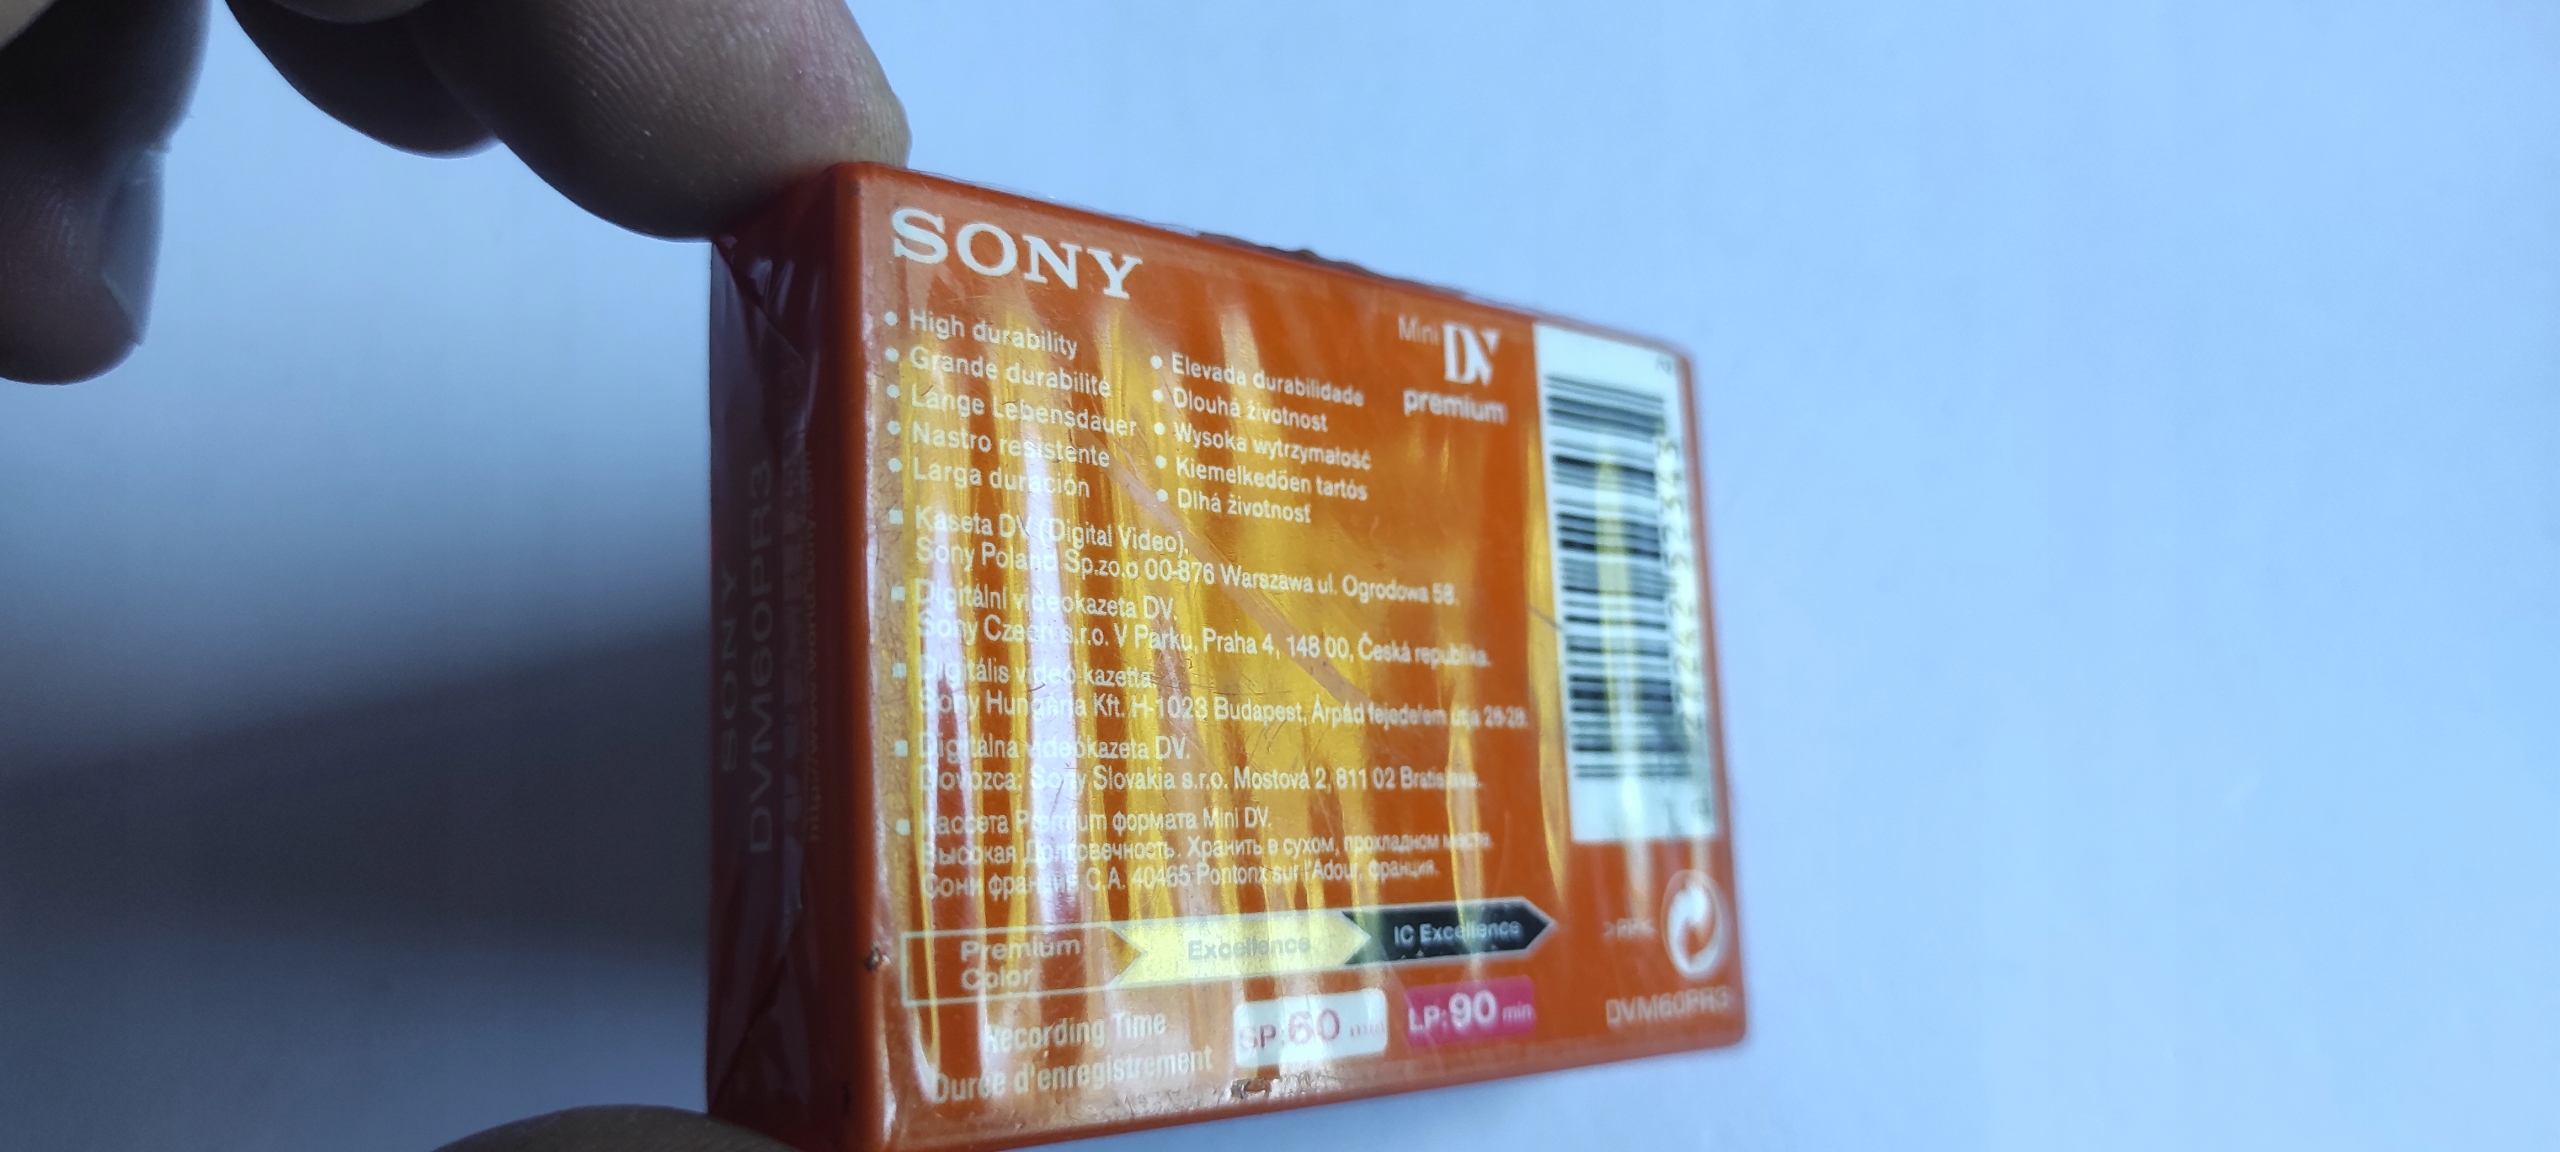 SONY
• High durability
• Grande durabilité
• Lange Lebensdauer
• Nastro resistente
• Larga duración
• Elevada durabilidade
• Dlouhá životnost
• Wysoka wytrzymałość
• Kiemelkedően tartós
• Dlhá životnosť
Mini DV
premium
■ Kaseta DV (Digital Video).
Sony Poland Sp.zo.o 00-876 Warszawa ul. Ogrodowa 58.
■ Digitální videokazeta DV.
Sony Czech s.r.o. V Parku, Praha 4, 148 00, Česká republika.
■ Digitális videó kazetta
Sony Hungária Kft. H-1023 Budapest, Árpád fejedelem útja 26-28.
■ Digitálna videokazeta DV.
Dovozca: Sony Slovakia s.r.o. Mostová 2, 811 02 Bratislava.
• Кассета Premium формата Mini DV.
Высокая Долговечность. Хранить в сухом, прохладном месте.
Сони франция С.А. 40465 Pontonx sur l'Adour, франция.
Premium Color
Excellence
IC Excellence
Recording Time
Durée d'enregistrement
SP:60 min
LP:90 min
DVM60PR3
SONY
DVM60PR3